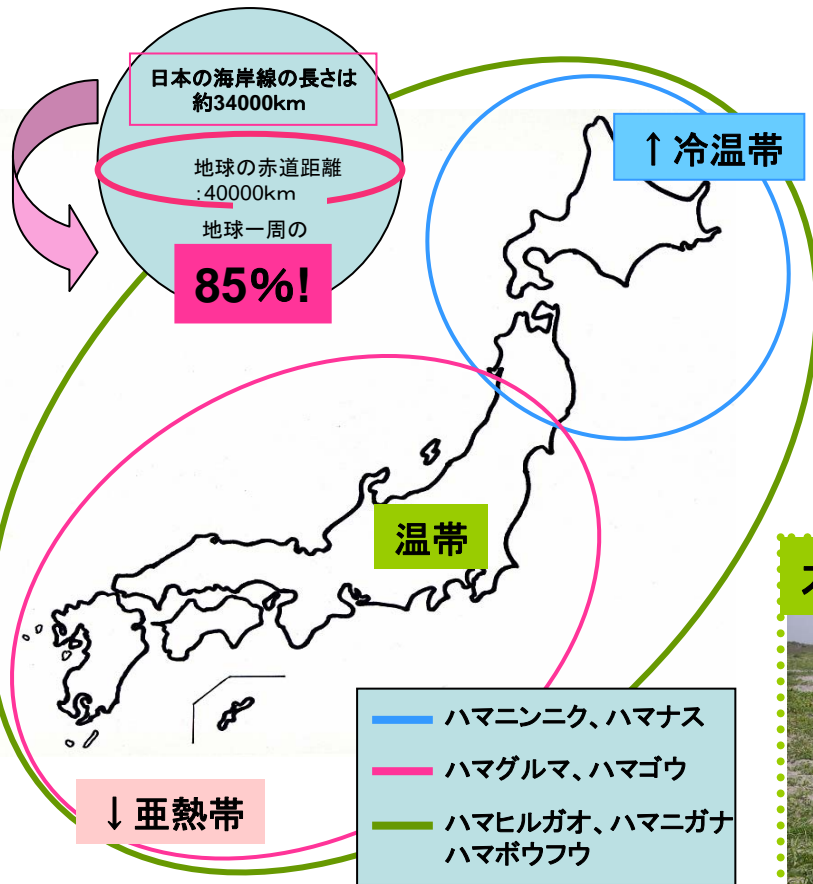 日本の海岸線の長さは
約34000km
地球の赤道距離
:40000km
地球一周の
85%!
↑冷温帯
温帯
↓亜熱帯
ハマニンニク、ハマナス
ハマグルマ、ハマゴウ
ハマヒルガオ、ハマニガナ
ハマボウフウ